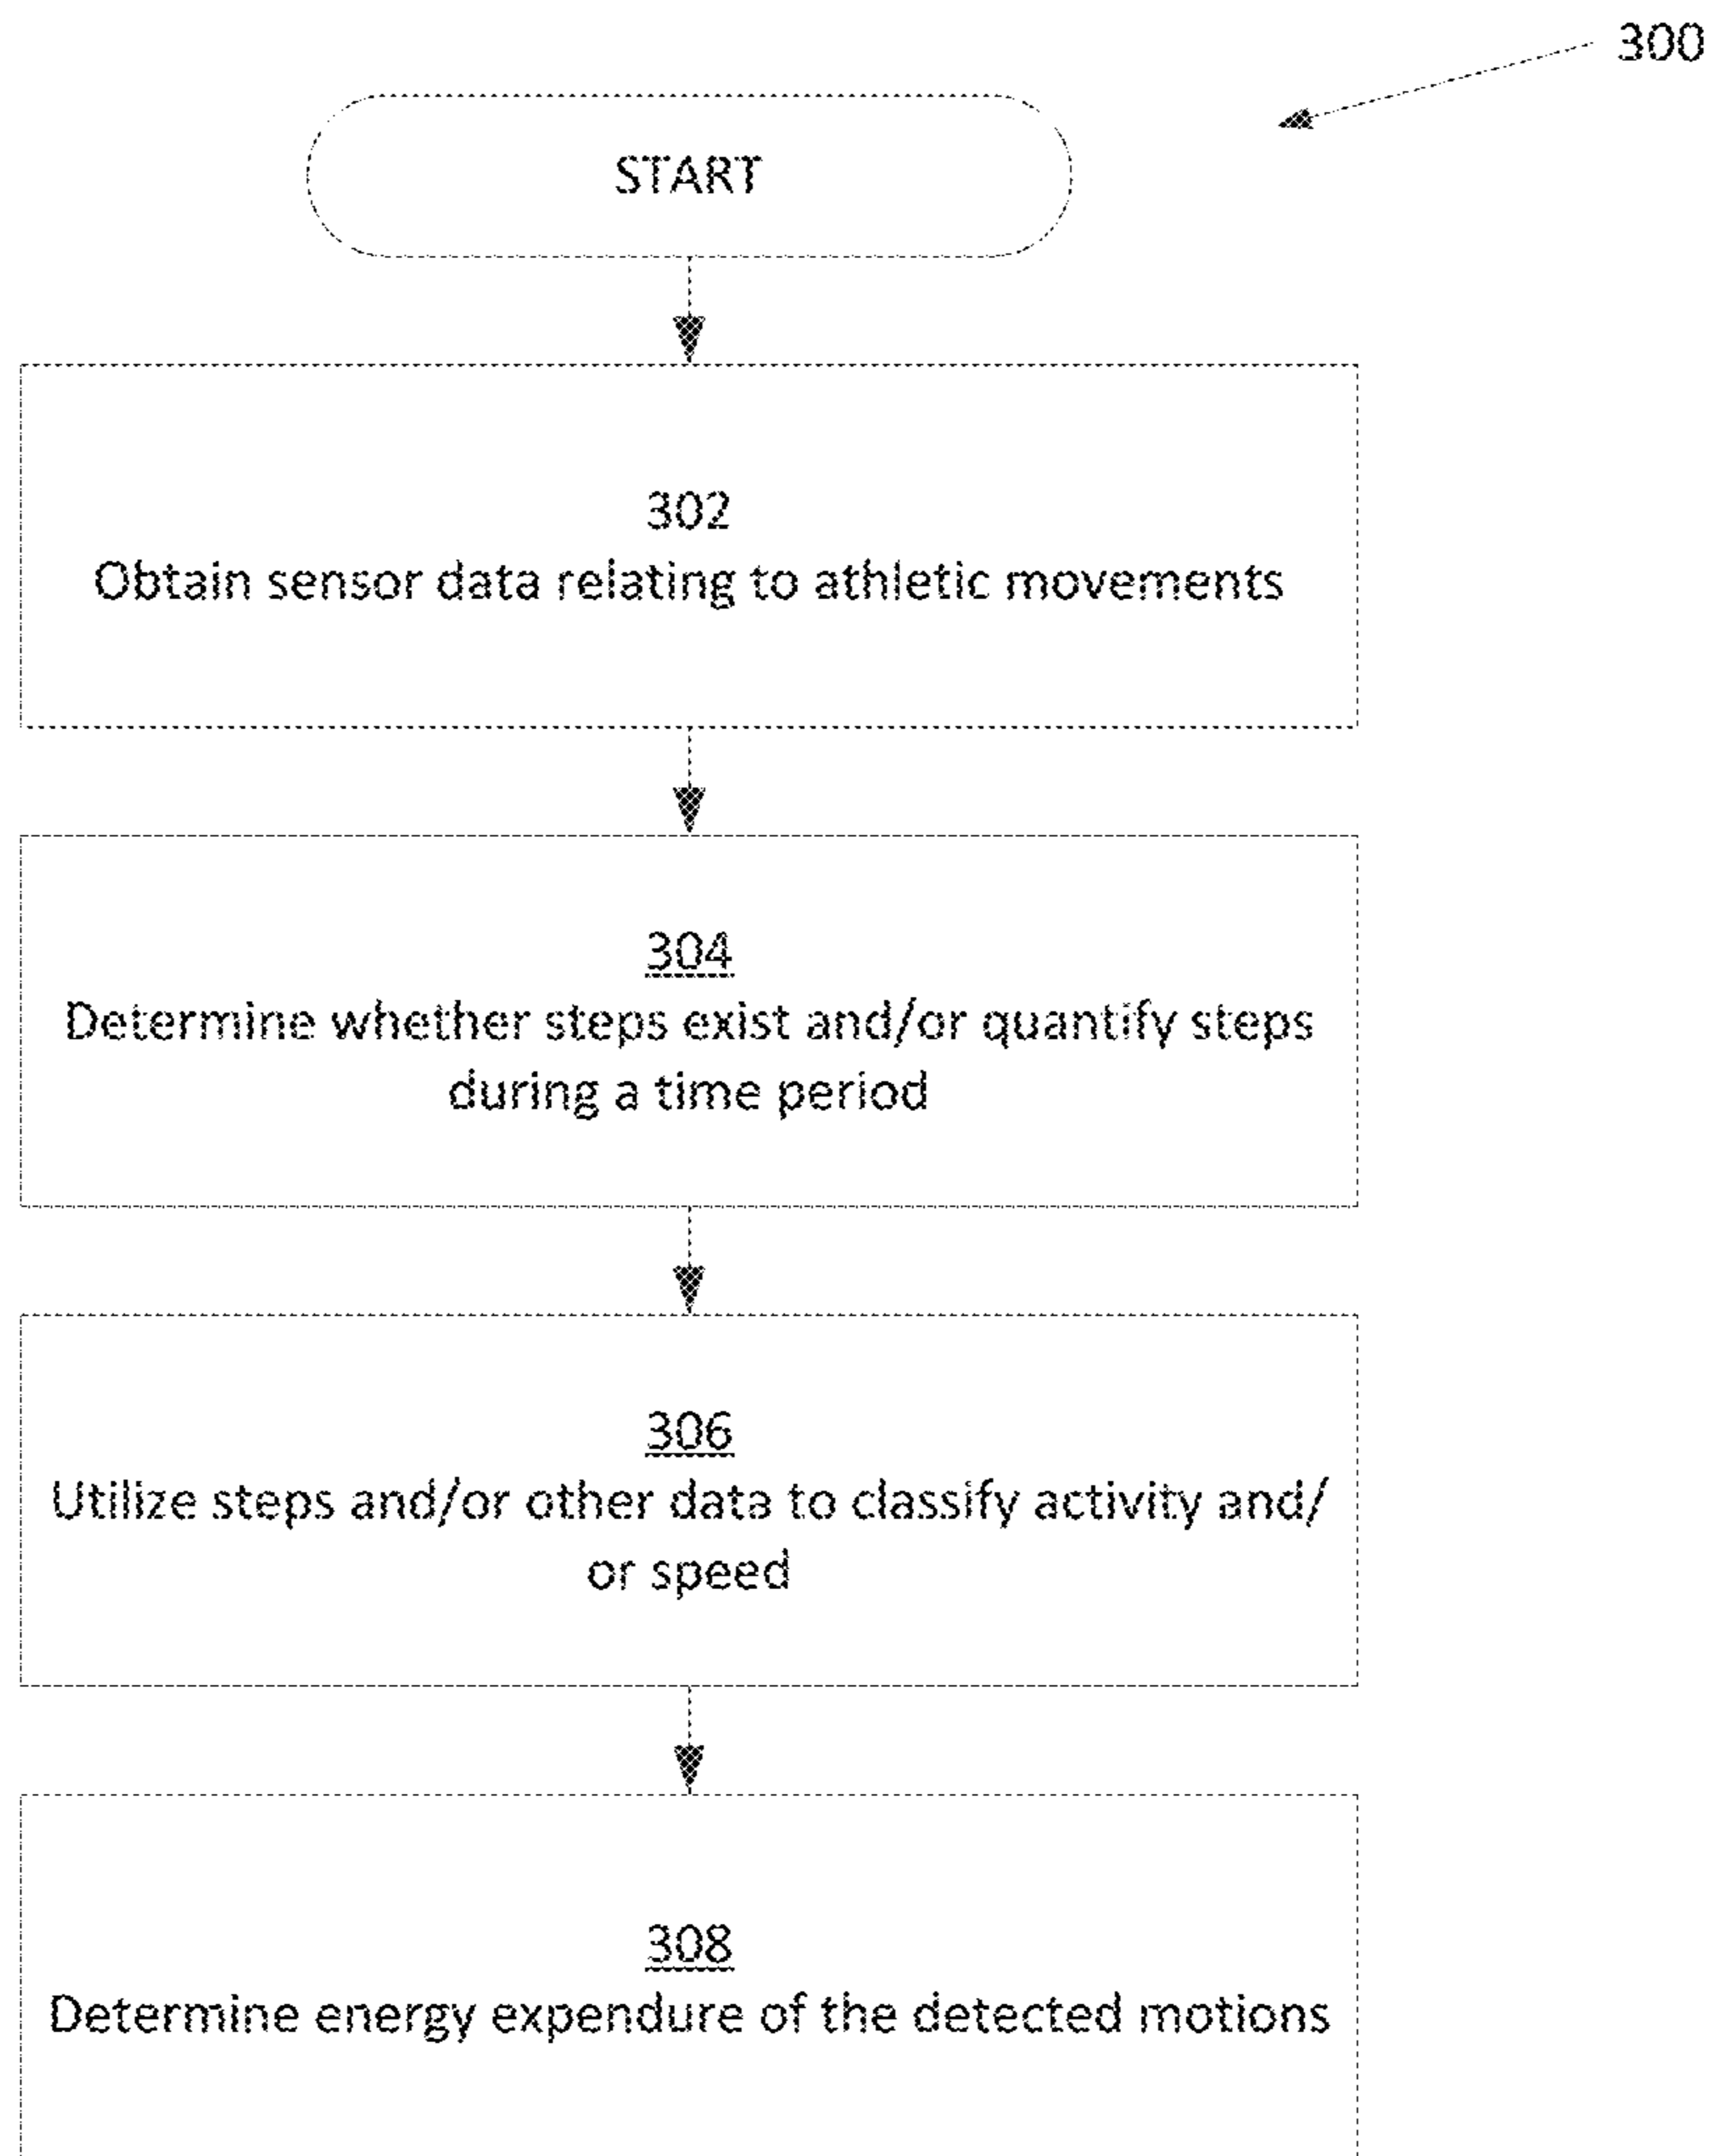 300
START
302
Obtain sensor data relating to athletic movements
304
Determine whether steps exist and/or quantify steps
during a time period
306
Utilize steps and/or other data to classify activity and/
or speed
308
Determine energy expendure of the detected motions